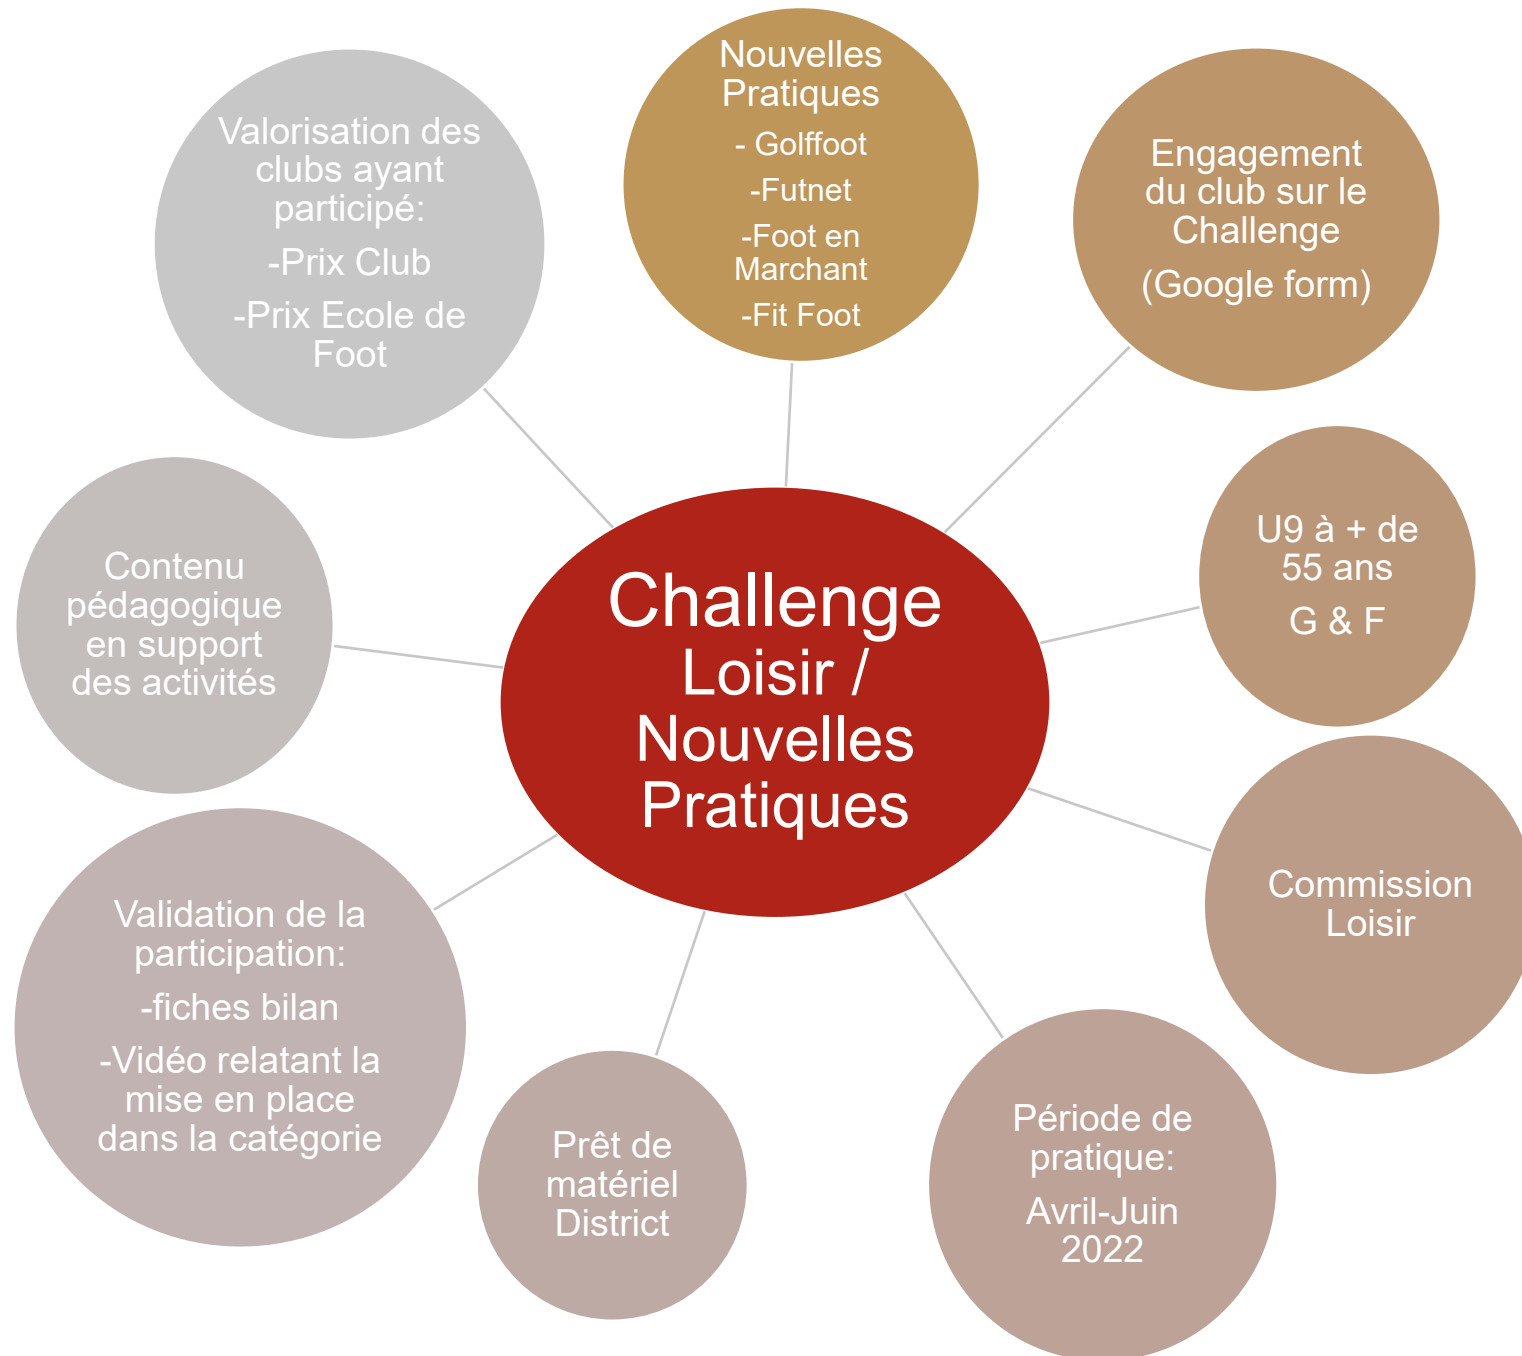 Nouvelles
Pratiques
- Golffoot
-Futnet
-Foot en
Marchant
-Fit Foot
Engagement
du club sur le
Challenge
(Google form)
U9 à + de
55 ans
G & F
Commission
Loisir
Période de
pratique:
Avril-Juin
2022
Prêt de
matériel
District
Validation de la
participation:
-fiches bilan
-Vidéo relatant la
mise en place
dans la catégorie
Contenu
pédagogique
en support
des activités
Valorisation des
clubs ayant
participé:
-Prix Club
-Prix Ecole de
Foot
Challenge
Loisir /
Nouvelles
Pratiques